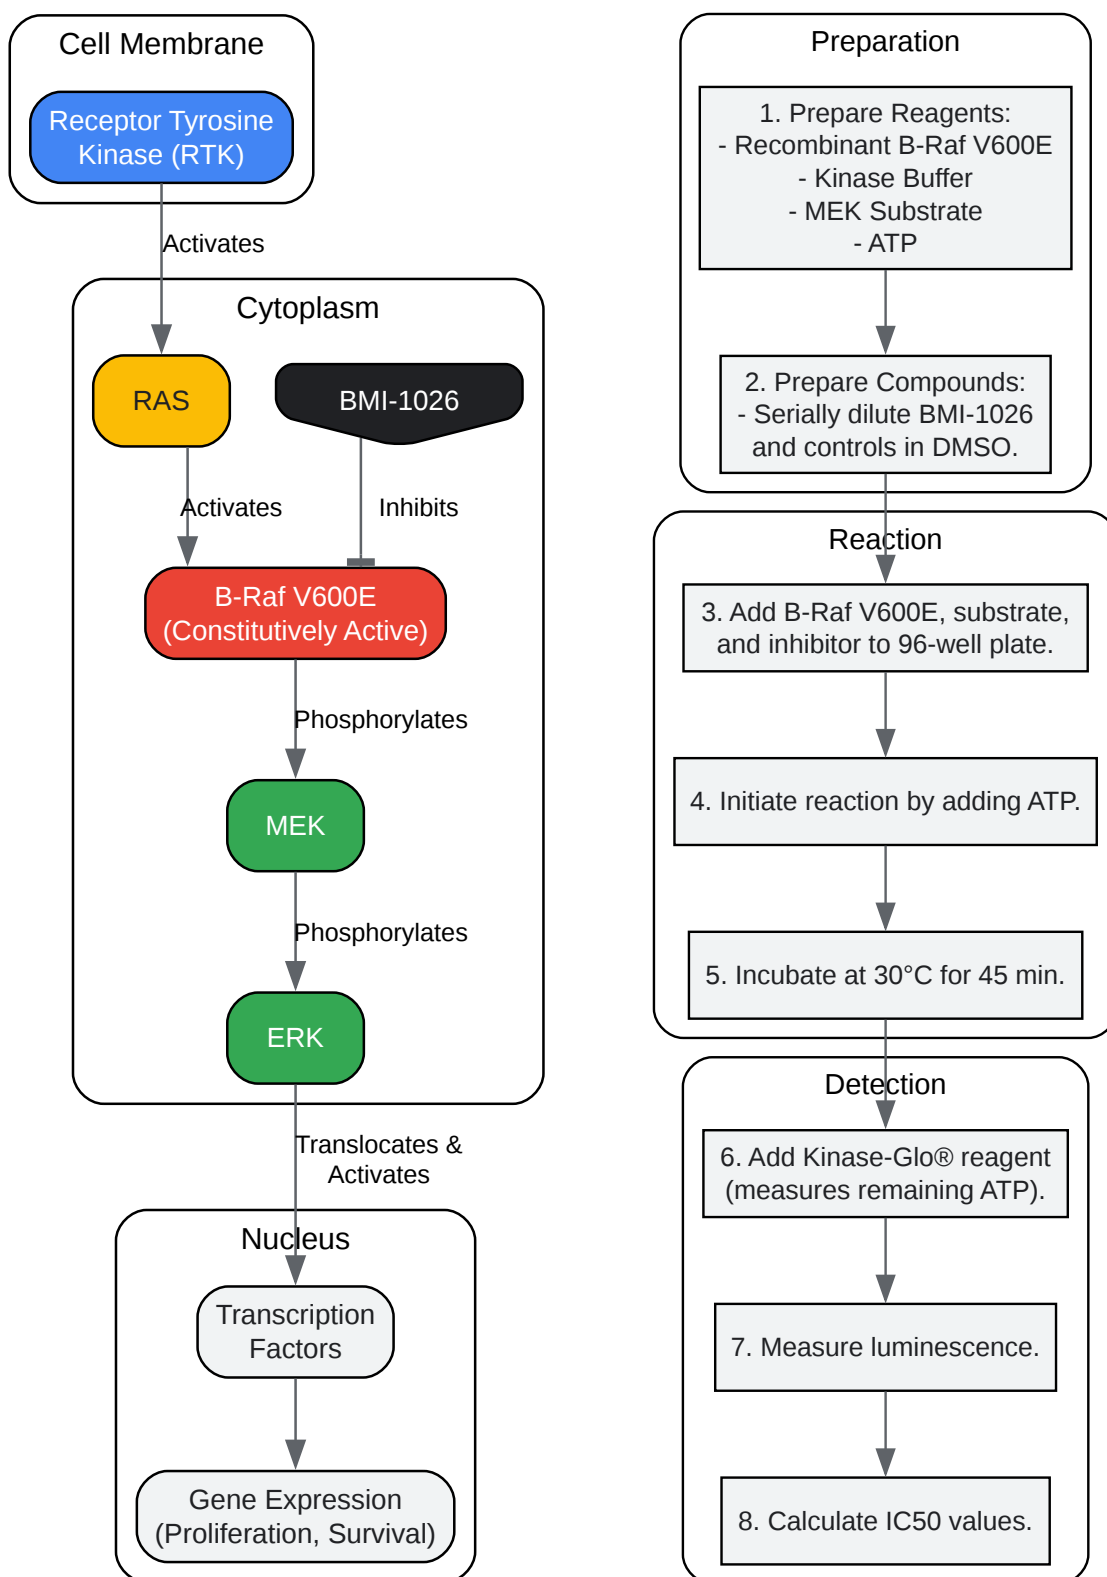 Cell Membrane
Receptor Tyrosine
Kinase (RTK)
Activates
Cytoplasm
RAS
BMI-1026
Activates
Inhibits
B-Raf V600E
(Constitutively Active)
Phosphorylates
MEK
Phosphorylates
ERK
Translocates &
Activates
Nucleus
Transcription
Factors
Gene Expression
(Proliferation, Survival)
Preparation
1. Prepare Reagents:
- Recombinant B-Raf V600E
- Kinase Buffer
- MEK Substrate
- ATP
2. Prepare Compounds:
- Serially dilute BMI-1026
and controls in DMSO.
Reaction
3. Add B-Raf V600E, substrate,
and inhibitor to 96-well plate.
4. Initiate reaction by adding ATP.
5. Incubate at 30°C for 45 min.
Detection
6. Add Kinase-Glo® reagent
(measures remaining ATP).
7. Measure luminescence.
8. Calculate IC50 values.